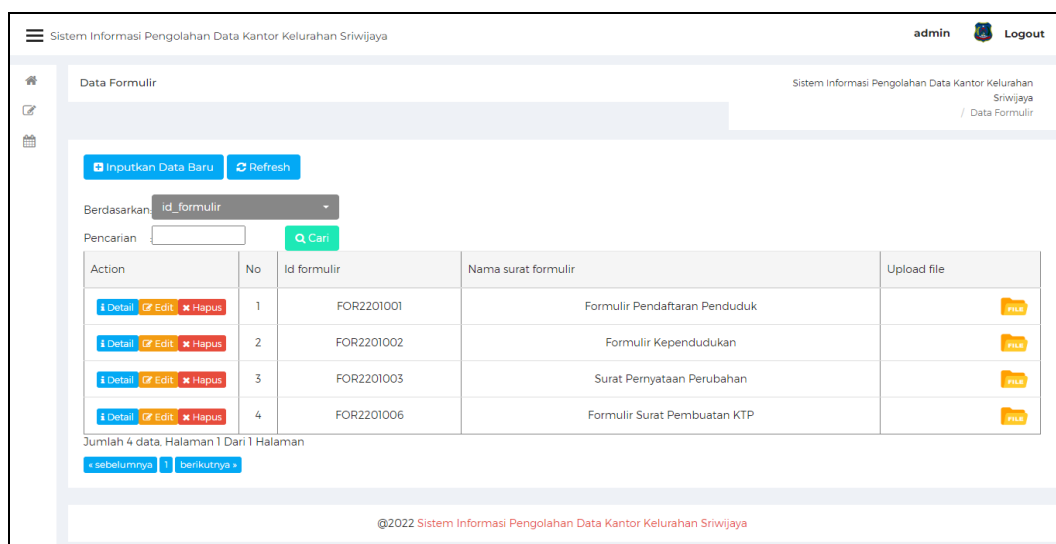 Sistem Informasi Pengolahan Data Kantor Kelurahan Sriwijaya admin Logout
Data Formulir
Sistem Informasi Pengolahan Data Kantor Kelurahan
Sriwijaya
/ Data Formulir
Inputkan Data Baru Refresh
Berdasarkan: id_formulir
Pencarian : Cari
Action No Id formulir Nama surat formulir Upload file
Detail Edit Hapus 1 FOR2201001 Formulir Pendaftaran Penduduk FILE
Detail Edit Hapus 2 FOR2201002 Formulir Kependudukan FILE
Detail Edit Hapus 3 FOR2201003 Surat Pernyataan Perubahan FILE
Detail Edit Hapus 4 FOR2201006 Formulir Surat Pembuatan KTP FILE
Jumlah 4 data, Halaman 1 Dari 1 Halaman
« sebelumnya 1 berikutnya »
@2022 Sistem Informasi Pengolahan Data Kantor Kelurahan Sriwijaya